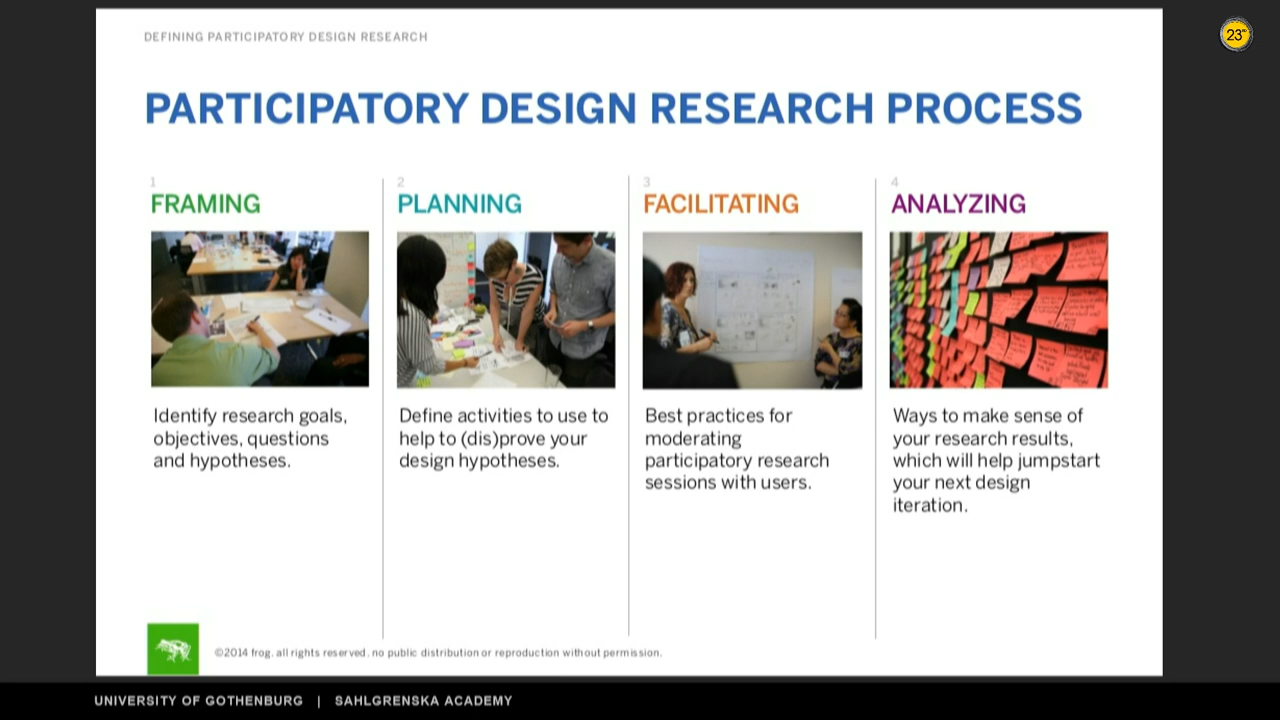 DEFINING PARTICIPATORY DESIGN RESEARCH
23
PARTICIPATORY DESIGN RESEARCH PROCESS
1
FRAMING
Identify research goals,
objectives, questions
and hypotheses.
2
PLANNING
Define activities to use to
help to (dis)prove your
design hypotheses.
3
FACILITATING
Best practices for
moderating
participatory research
sessions with users.
4
ANALYZING
Ways to make sense of
your research results,
which will help jumpstart
your next design
iteration.
©2014 frog. all rights reserved. no public distribution or reproduction without permission.
UNIVERSITY OF GOTHENBURG | SAHLGRENSKA ACADEMY